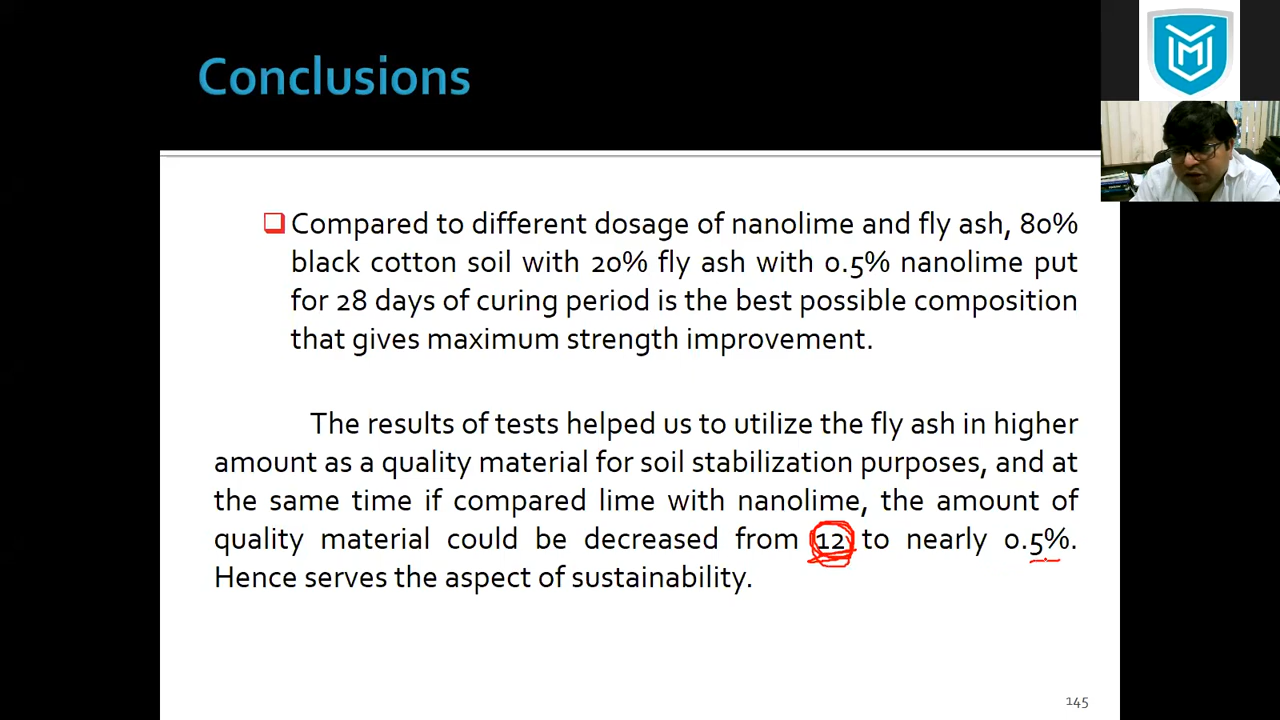 Conclusions
Compared to different dosage of nanolime and fly ash, 80%
black cotton soil with 20% fly ash with 0.5% nanolime put
for 28 days of curing period is the best possible composition
that gives maximum strength improvement.
The results of tests helped us to utilize the fly ash in higher
amount as a quality material for soil stabilization purposes, and at
the same time if compared lime with nanolime, the amount of
quality material could be decreased from 12 to nearly 0.5%.
Hence serves the aspect of sustainability.
145